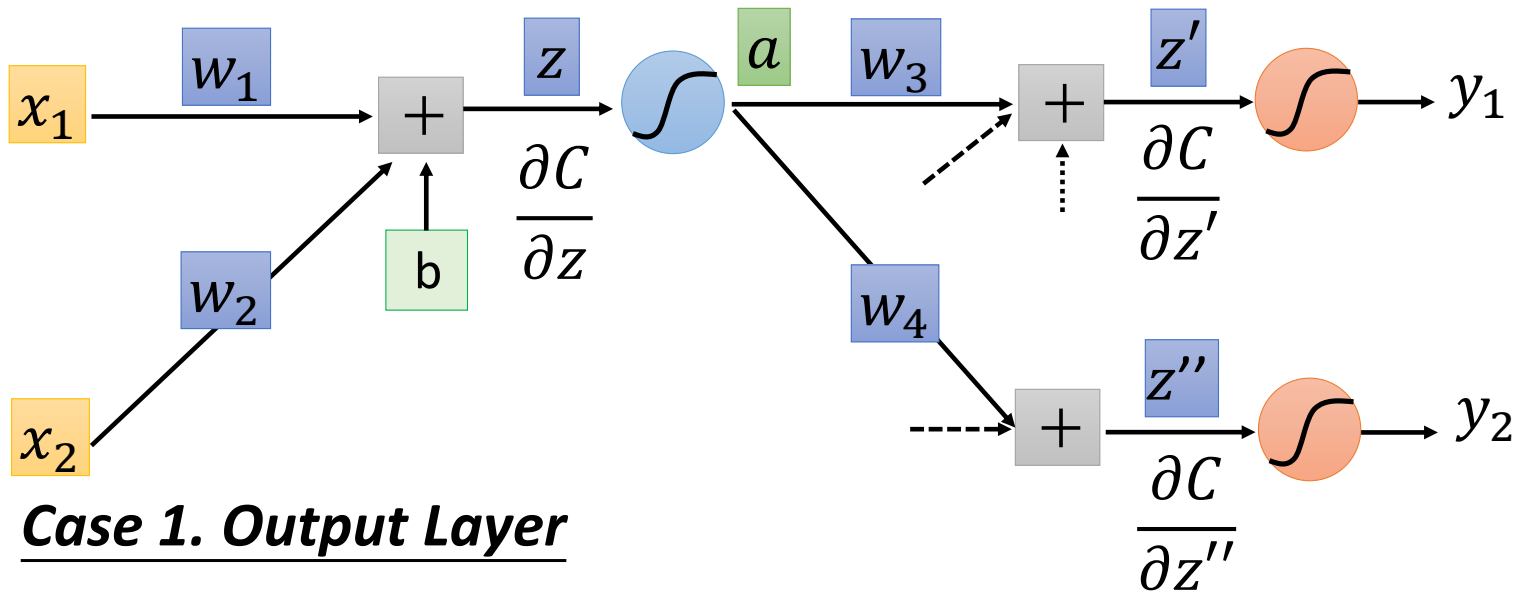 x₁
w₁
+
z
a
w₃
+
z′
y₁
∂C
∂z
∂C
∂z′
b
w₂
w₄
x₂
+
z′′
y₂
∂C
∂z′′
Case 1. Output Layer